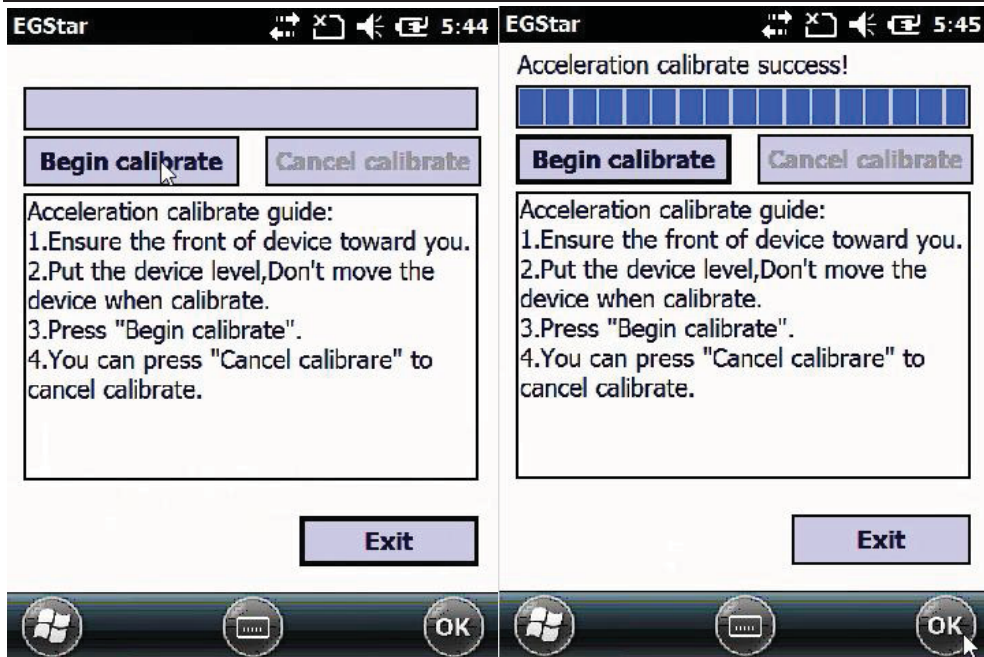 EGStar 5:44
Begin calibrate Cancel calibrate
Acceleration calibrate guide:
1.Ensure the front of device toward you.
2.Put the device level,Don't move the
device when calibrate.
3.Press "Begin calibrate".
4.You can press "Cancel calibrare" to
cancel calibrate.
Exit
OK
EGStar 5:45
Acceleration calibrate success!
Begin calibrate Cancel calibrate
Acceleration calibrate guide:
1.Ensure the front of device toward you.
2.Put the device level,Don't move the
device when calibrate.
3.Press "Begin calibrate".
4.You can press "Cancel calibrare" to
cancel calibrate.
Exit
OK